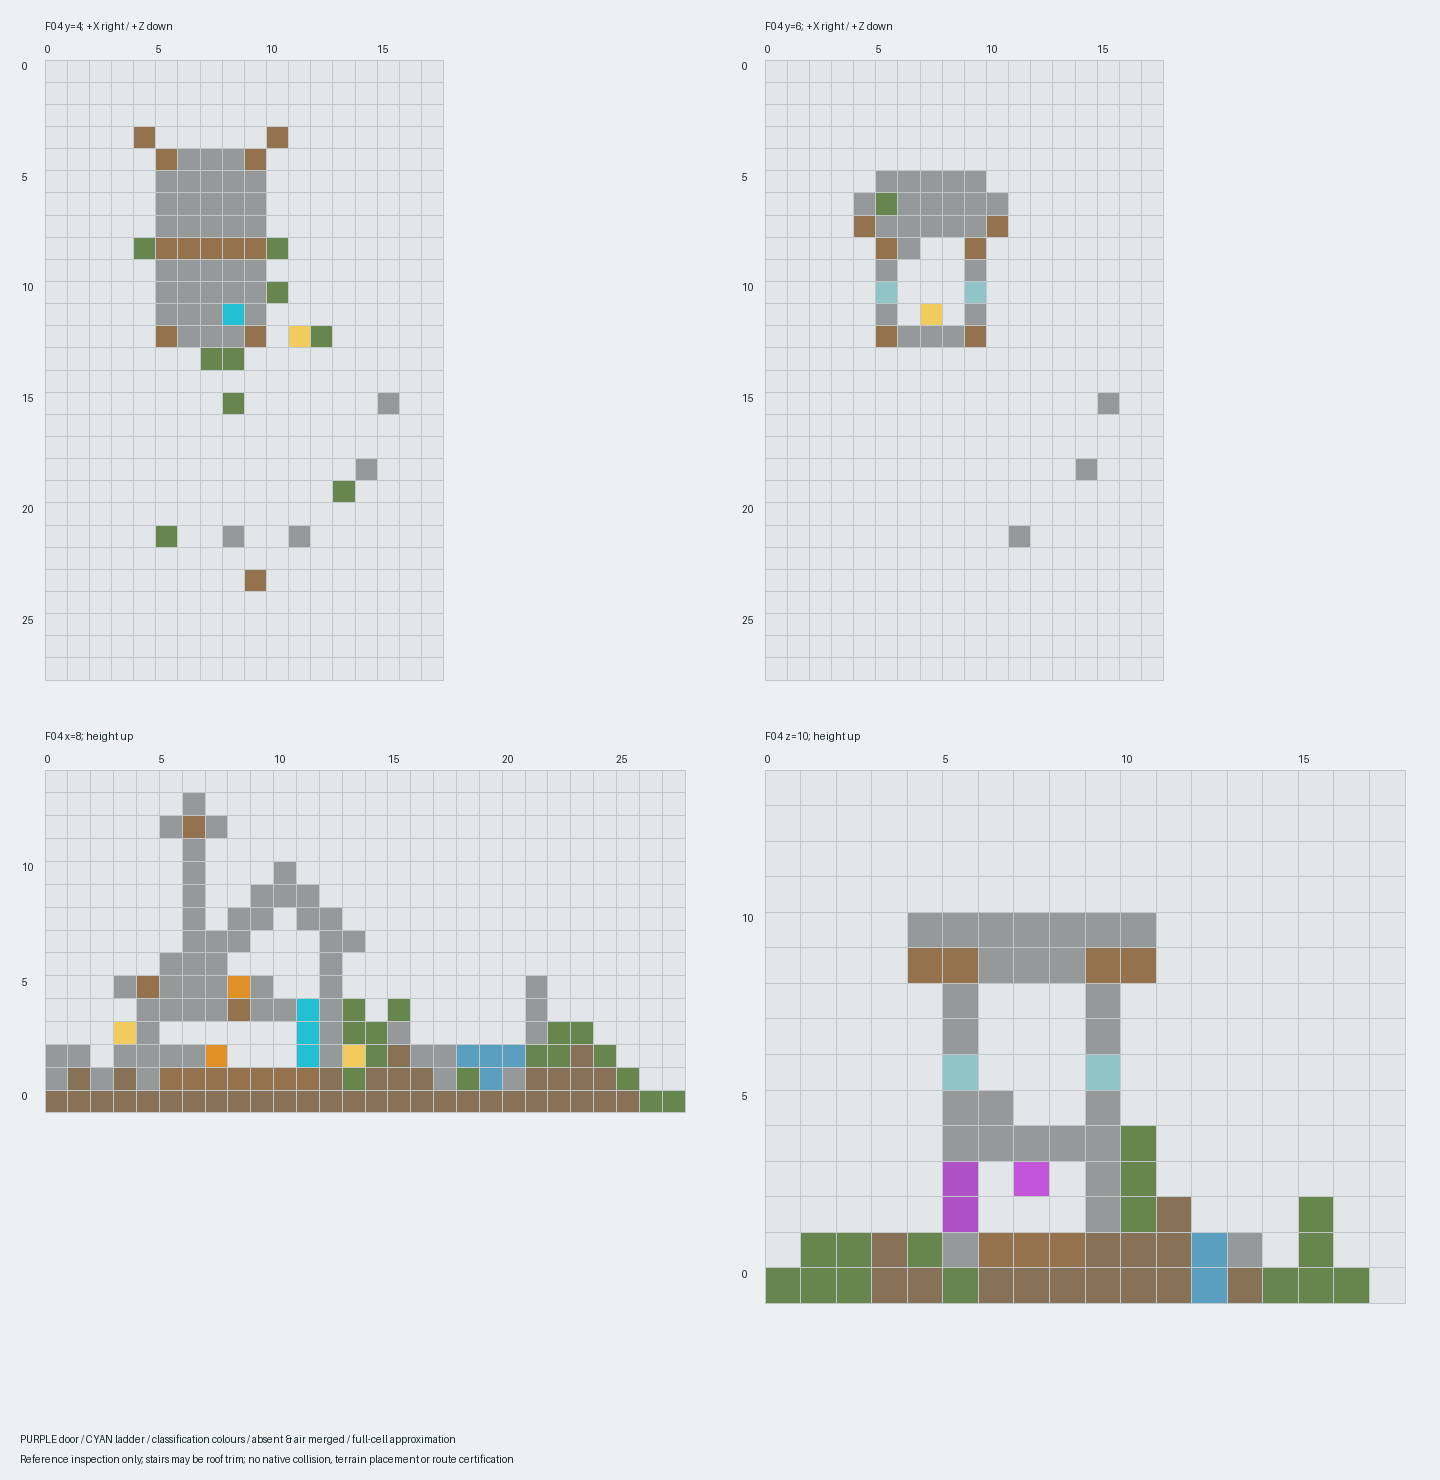 F04 y=4; +X right / +Z down
F04 y=6; +X right / +Z down
0 5 10 15
0 5 10 15
0
5
10
15
20
25
0
5
10
15
20
25
F04 x=8; height up
F04 z=10; height up
0 5 10 15 20 25
0 5 10 15
10
5
0
10
5
0
PURPLE door / CYAN ladder / classification colours / absent & air merged / full-cell approximation
Reference inspection only; stairs may be roof trim; no native collision, terrain placement or route certification